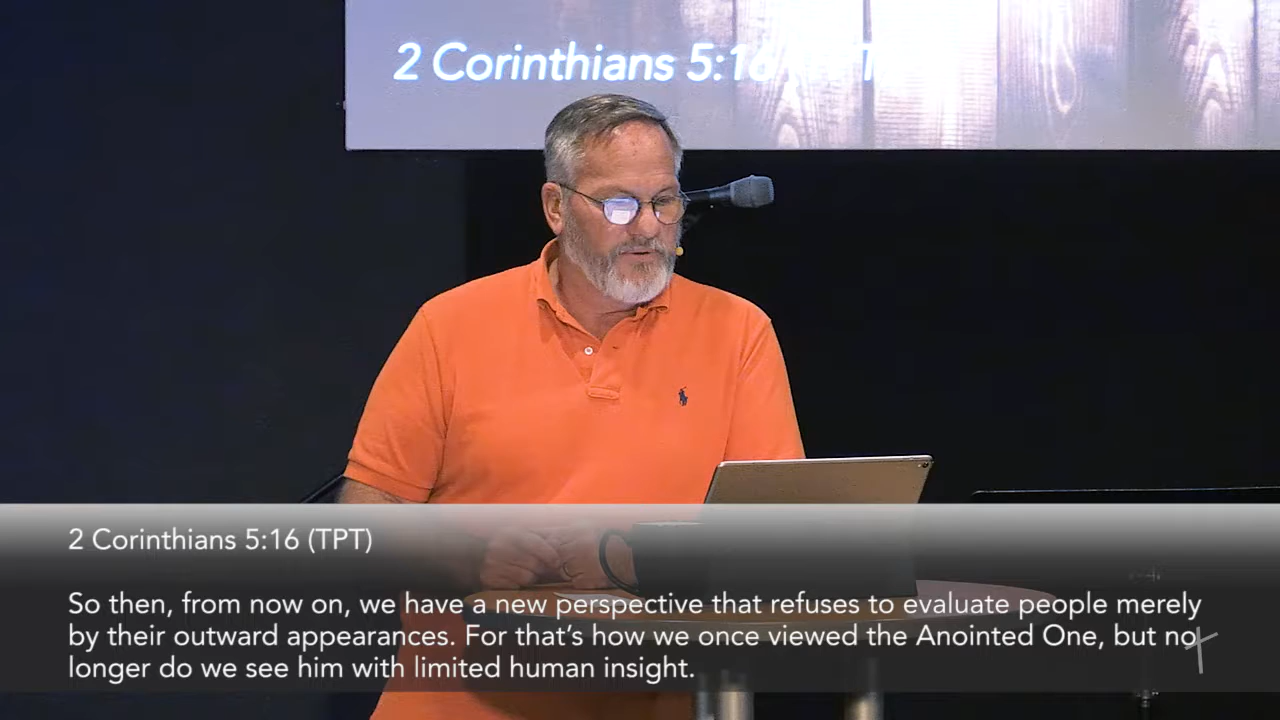 2 Corinthians 5:16 (TPT)
2 Corinthians 5:16 (TPT)
So then, from now on, we have a new perspective that refuses to evaluate people merely
by their outward appearances. For that's how we once viewed the Anointed One, but no
longer do we see him with limited human insight.